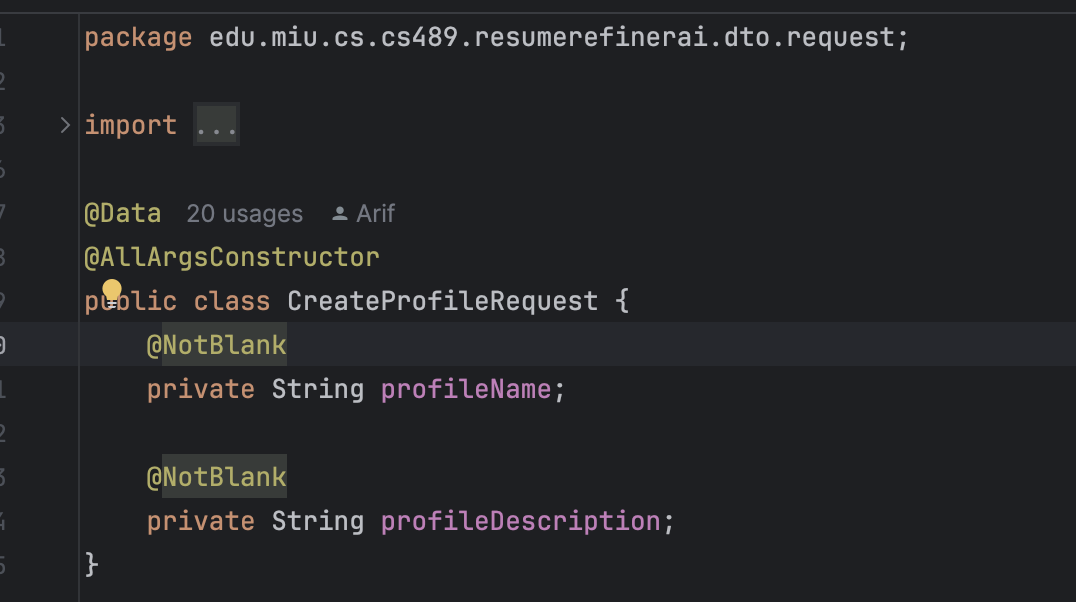 1 package edu.miu.cs.cs489.resumerefinerai.dto.request;
2
3 import ...
6
7 @Data 20 usages Arif
8 @AllArgsConstructor
9 public class CreateProfileRequest {
0 @NotBlank
1 private String profileName;
2
3 @NotBlank
4 private String profileDescription;
5 }